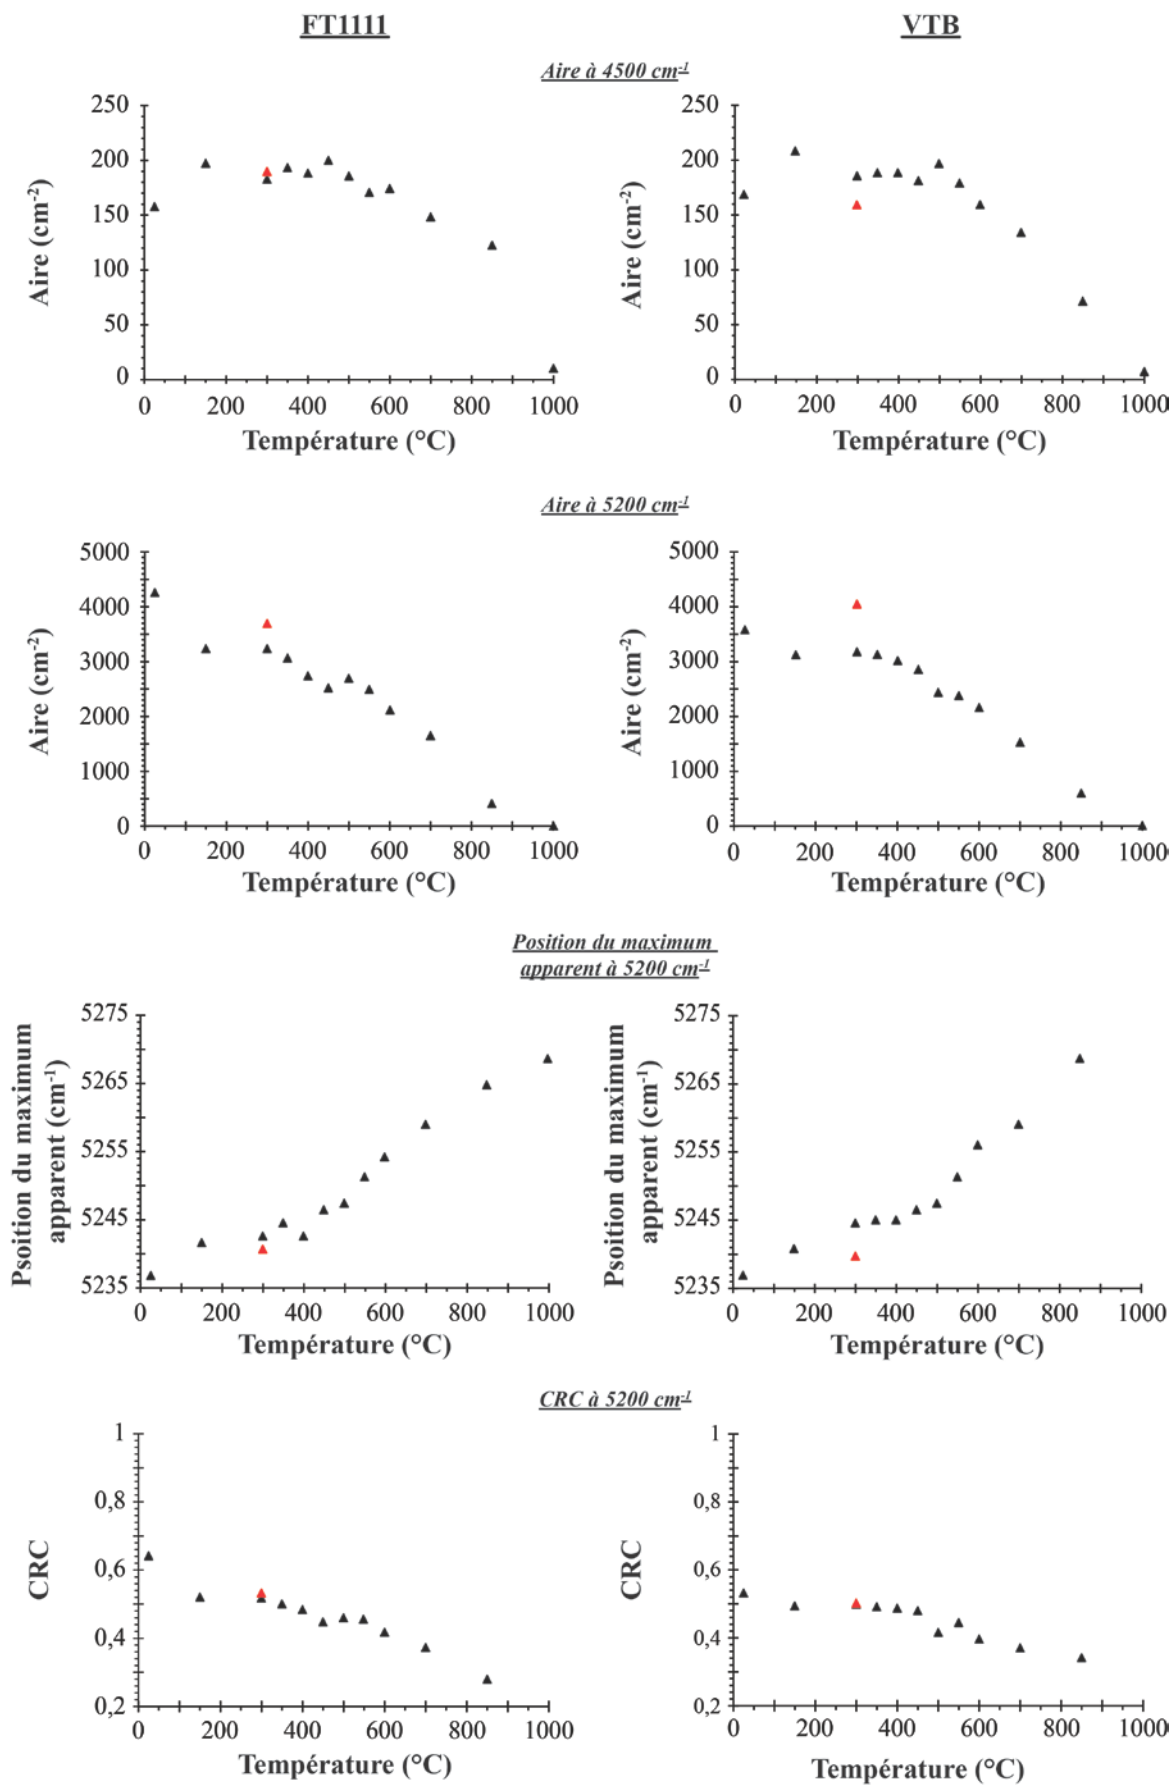 FT1111 VTB
Aire à 4500 cm-1
250 250
200 200
150 150
100 100
50 50
0 0
Aire (cm-2) Aire (cm-2)
0 200 400 600 800 1000 0 200 400 600 800 1000
Température (°C) Température (°C)
Aire à 5200 cm-1
5000 5000
4000 4000
3000 3000
2000 2000
1000 1000
0 0
Aire (cm-2) Aire (cm-2)
0 200 400 600 800 1000 0 200 400 600 800 1000
Température (°C) Température (°C)
Position du maximum
apparent à 5200 cm-1
5275 5275
5265 5265
5255 5255
5245 5245
5235 5235
Psoition du maximum
apparent (cm-1)
Psoition du maximum
apparent (cm-1)
0 200 400 600 800 1000 0 200 400 600 800 1000
Température (°C) Température (°C)
CRC à 5200 cm-1
1 1
0,8 0,8
0,6 0,6
0,4 0,4
0,2 0,2
CRC CRC
0 200 400 600 800 1000 0 200 400 600 800 1000
Température (°C) Température (°C)